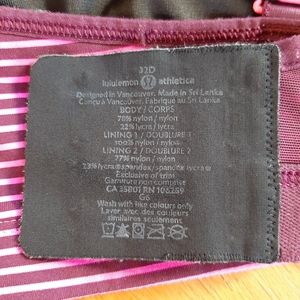 32D
lululemon athletica
Designed in Vancouver. Made in Sri Lanka
Conçu à Vancouver. Fabriqué au Sri Lanka
BODY / CORPS
78% nylon / nylon
22% lycra / lycra
LINING 1 / DOUBLURE 1
100% nylon / nylon
LINING 2 / DOUBLURE 2
77% nylon / nylon
23% lycra®spandex/spandex lycra®
Exclusive of trim
Garniture non comprise
CA 35801 RN 106259
G6
Wash with like colours only
Laver avec des couleurs
similaires seulement